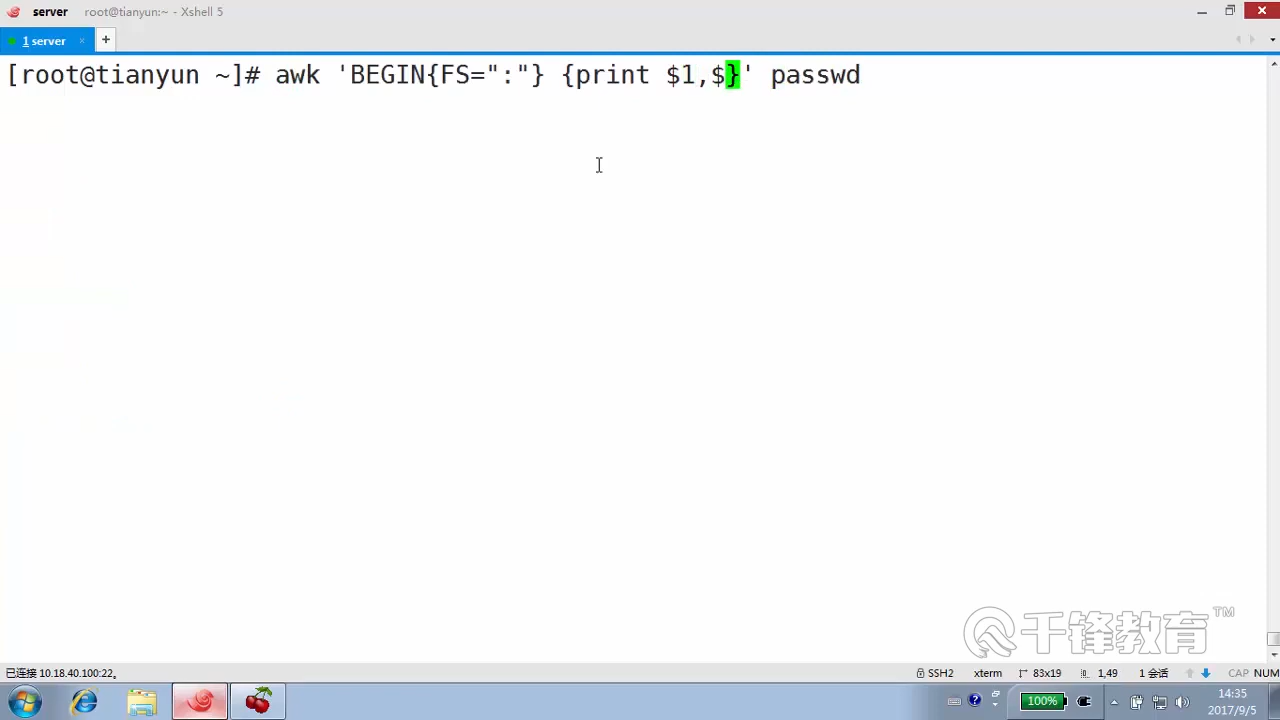 server root@tianyun:~ - Xshell 5
1 server × +
[root@tianyun ~]# awk 'BEGIN{FS=":"} {print $1,$}' passwd
千锋教育™
已连接 10.18.40.100:22。 SSH2 xterm 83x19 1,49 1 会话 CAP NUM
100% 14:35
2017/9/5